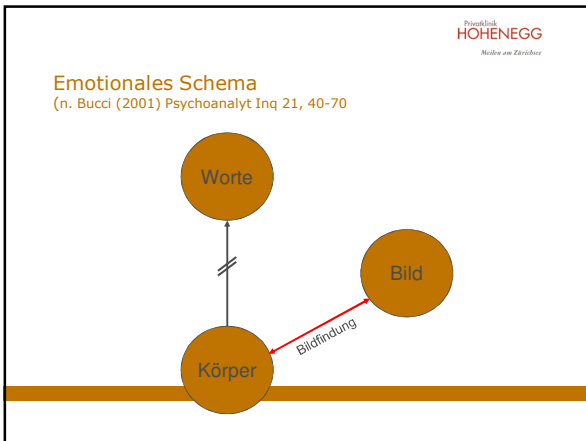 Privatklinik
HOHENEGG
Meilen am Zürichsee
Emotionales Schema
(n. Bucci (2001) Psychoanalyt Inq 21, 40-70
Worte
Bild
Bildfindung
Körper